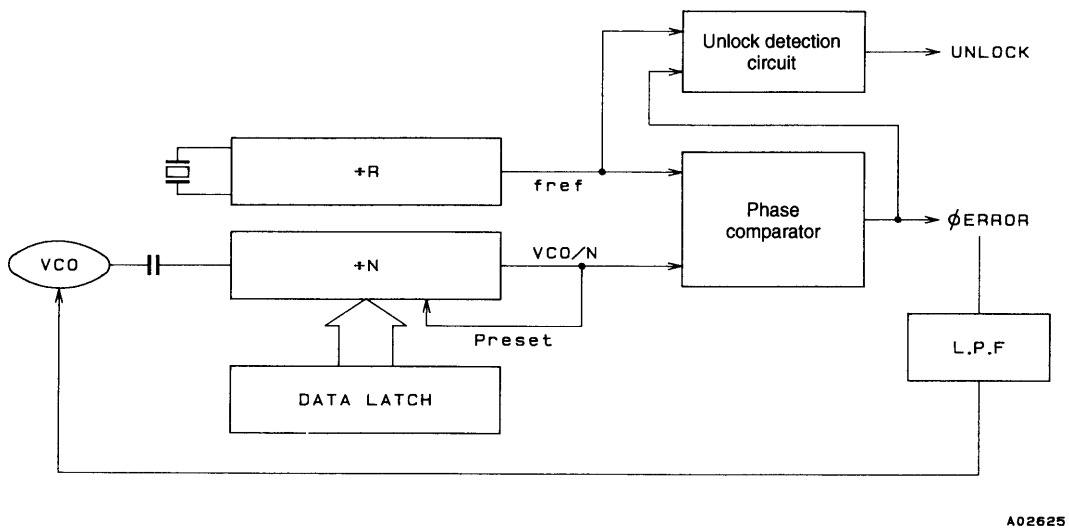 Unlock detection
circuit
UNLOCK
÷R
fref
Phase
comparator
φERROR
VCO
÷N
VCO/N
Preset
L.P.F
DATA LATCH
A02625